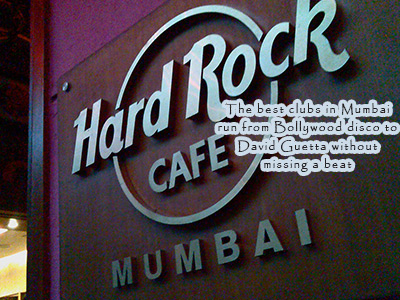 Hard Rock
CAFE
MUMBAI
The best clubs in Mumbai
run from Bollywood disco to
David Guetta without
missing a beat